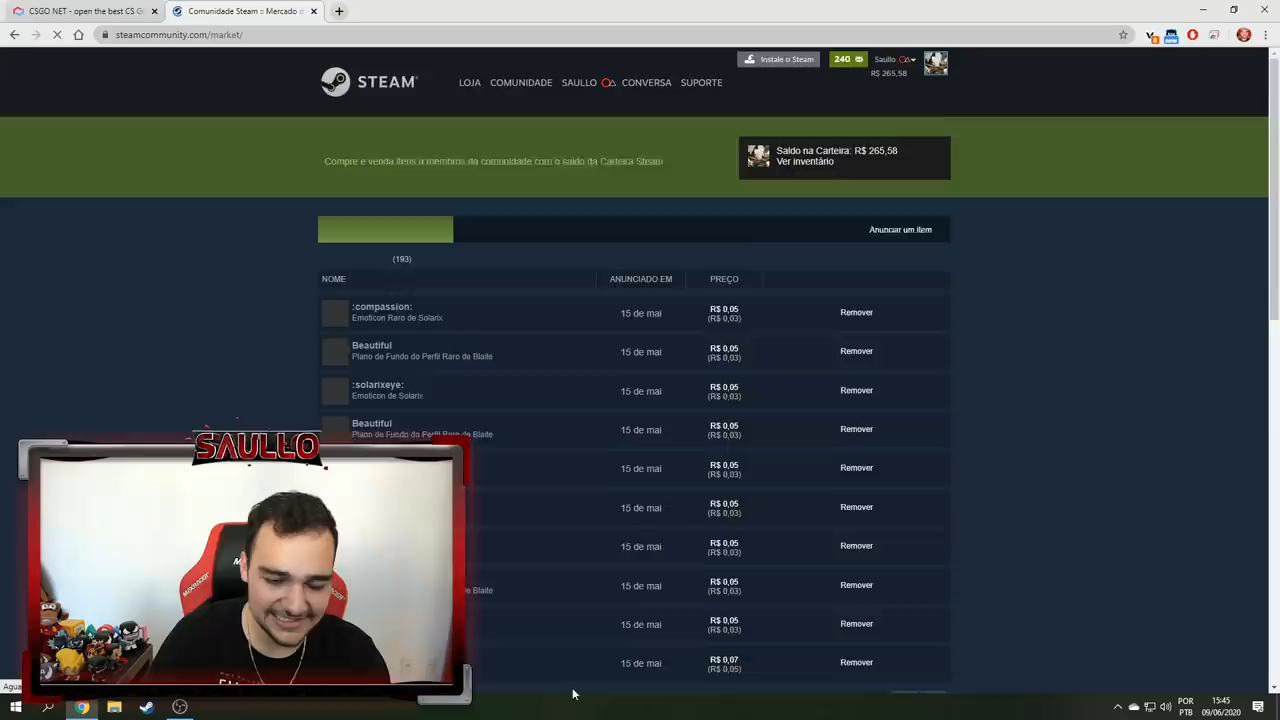 CSGO NET - open the best CS G
Comunidade Steam :: Mercado d
steamcommunity.com/market/
STEAM
LOJA COMUNIDADE SAULLO CONVERSA SUPORTE
Instale o Steam
240
Saullo
R$ 265,58
Compre e venda itens a membros da comunidade com o saldo da Carteira Steam
Saldo na Carteira: R$ 265,58
Ver inventário
Anunciar um item
(193)
NOME ANUNCIADO EM PREÇO
:compassion:
Emoticon Raro de Solarix
15 de mai
R$ 0,05
(R$ 0,03)
Remover
Beautiful
Plano de Fundo do Perfil Raro de Blaite
15 de mai
R$ 0,05
(R$ 0,03)
Remover
:solarixeye:
Emoticon de Solarix
15 de mai
R$ 0,05
(R$ 0,03)
Remover
Beautiful
Plano de Fundo do Perfil Raro de Blaite
15 de mai
R$ 0,05
(R$ 0,03)
Remover
15 de mai
R$ 0,05
(R$ 0,03)
Remover
15 de mai
R$ 0,05
(R$ 0,03)
Remover
15 de mai
R$ 0,05
(R$ 0,03)
Remover
e Blaite
15 de mai
R$ 0,05
(R$ 0,03)
Remover
15 de mai
R$ 0,05
(R$ 0,03)
Remover
15 de mai
R$ 0,07
(R$ 0,05)
Remover
SAULLO
Agua
POR
PTB
15:45
09/06/2020